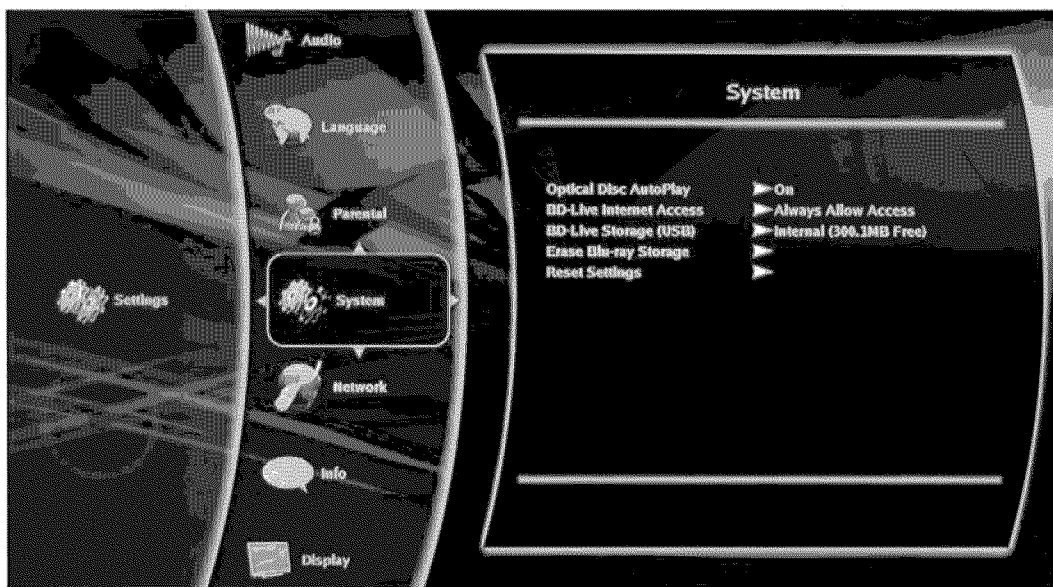 Settings
Audio
Language
Parental
System
Network
Info
Display
System
Optical Disc AutoPlay On
BD-Live Internet Access Always Allow Access
BD-Live Storage (USB) Internal (300.1MB Free)
Erase Blu-ray Storage
Reset Settings